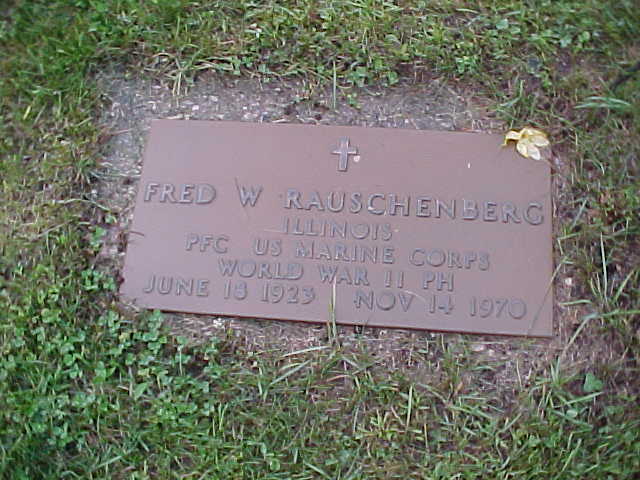 FRED W RAUSCHENBERG
ILLINOIS
PFC US MARINE CORPS
WORLD WAR II PH
JUNE 18 1923 NOV 14 1970